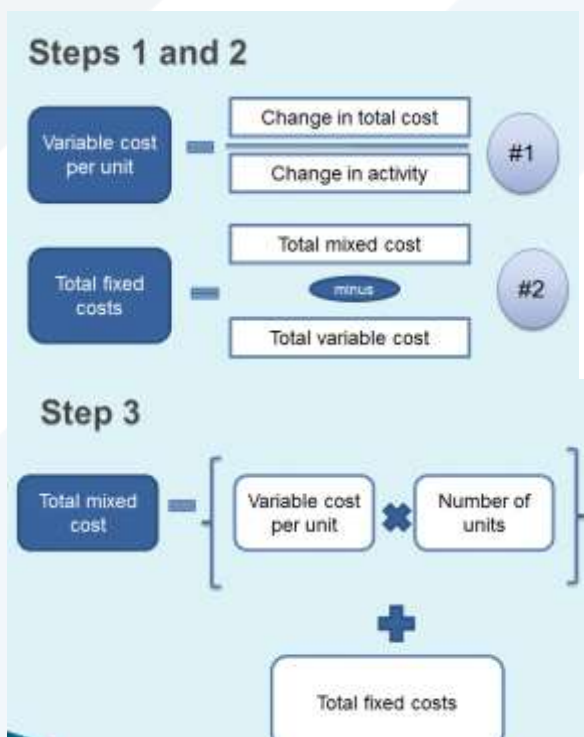 Steps 1 and 2
Variable cost
per unit
=
Change in total cost
Change in activity
#1
Total fixed
costs
=
Total mixed cost
minus
Total variable cost
#2
Step 3
Total mixed
cost
=
Variable cost
per unit
Number of
units
+
Total fixed costs